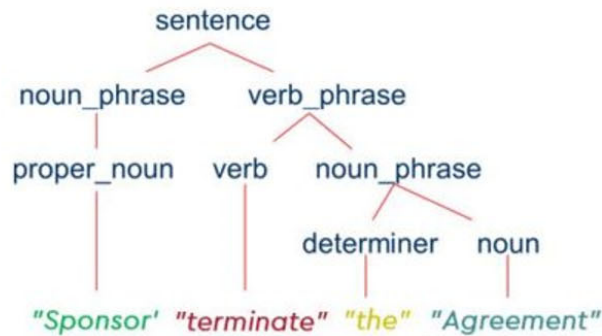 sentence
noun_phrase verb_phrase
proper_noun verb noun_phrase
determiner noun
"Sponsor' "terminate" "the" "Agreement"